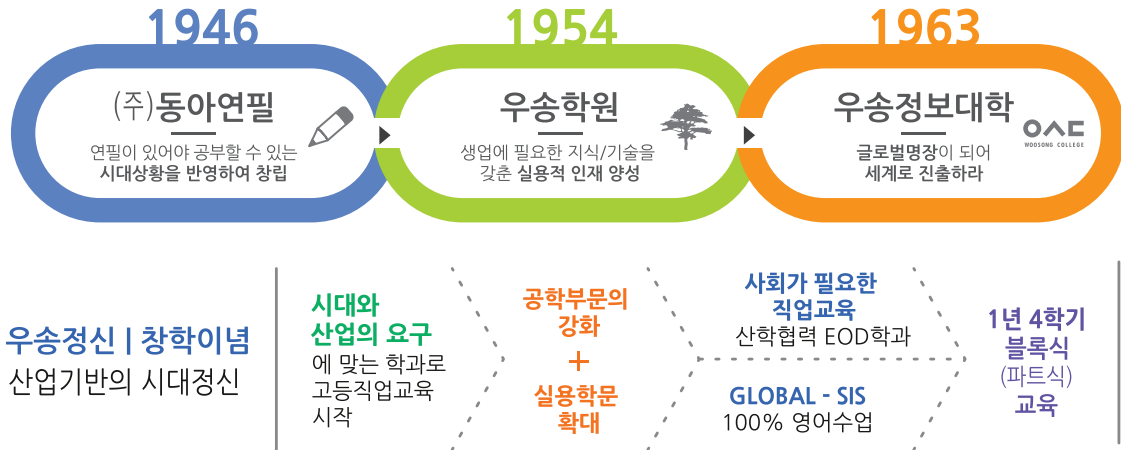 1946
(주)동아연필
연필이 있어야 공부할 수 있는
시대상황을 반영하여 창립
1954
우송학원
생업에 필요한 지식/기술을
갖춘 실용적 인재 양성
1963
우송정보대학
글로벌명장이 되어
세계로 진출하라
WOOSONG COLLEGE
우송정신 | 창학이념
산업기반의 시대정신
시대와
산업의 요구
에 맞는 학과로
고등직업교육
시작
공학부문의
강화
+
실용학문
확대
사회가 필요한
직업교육
산학협력 EOD학과
GLOBAL - SIS
100% 영어수업
1년 4학기
블록식
(파트식)
교육